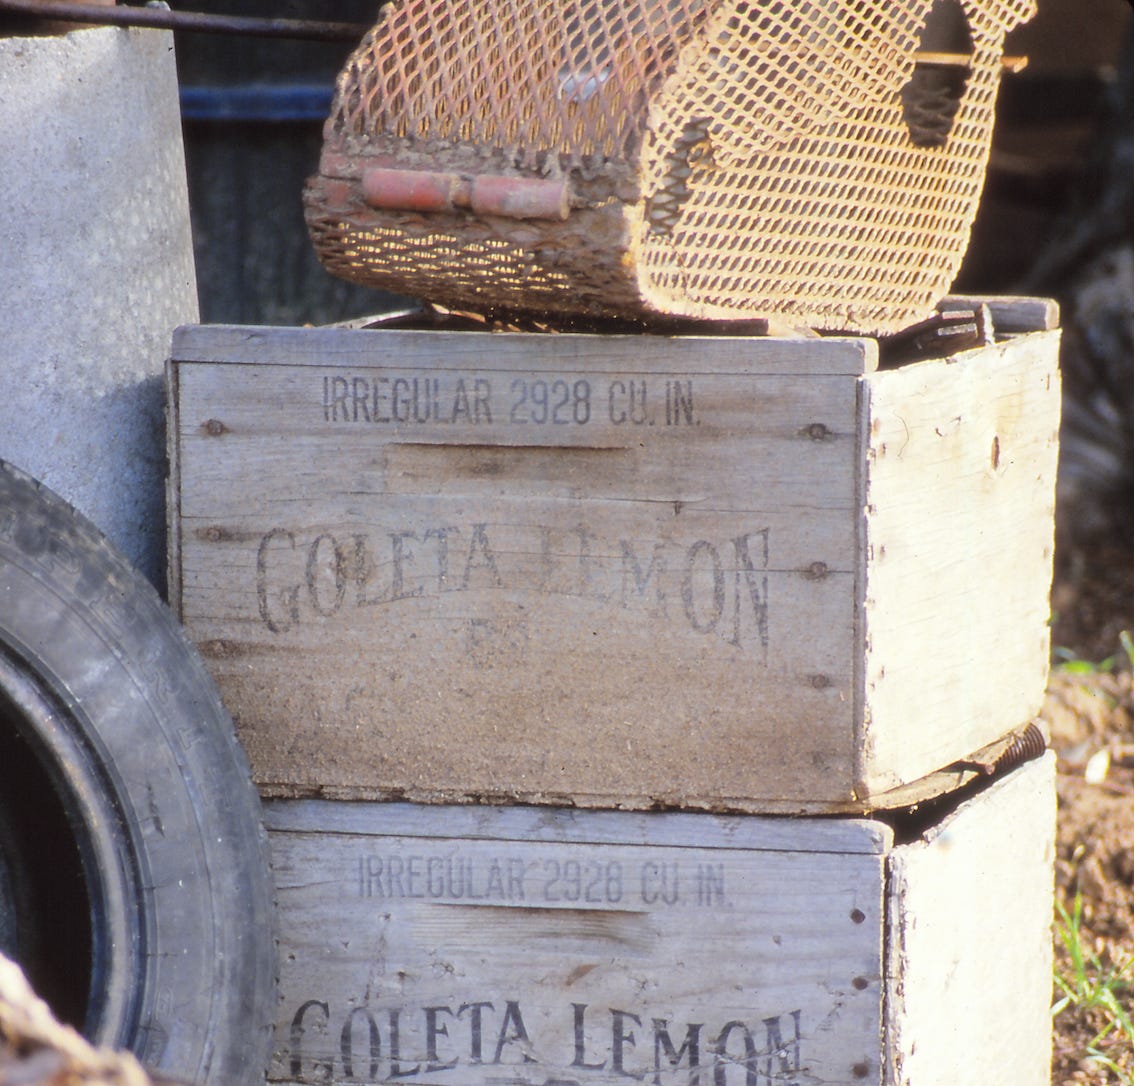 IRREGULAR 2928 CU. IN.
GOLETA LEMON
IRREGULAR 2928 CU. IN.
GOLETA LEMON